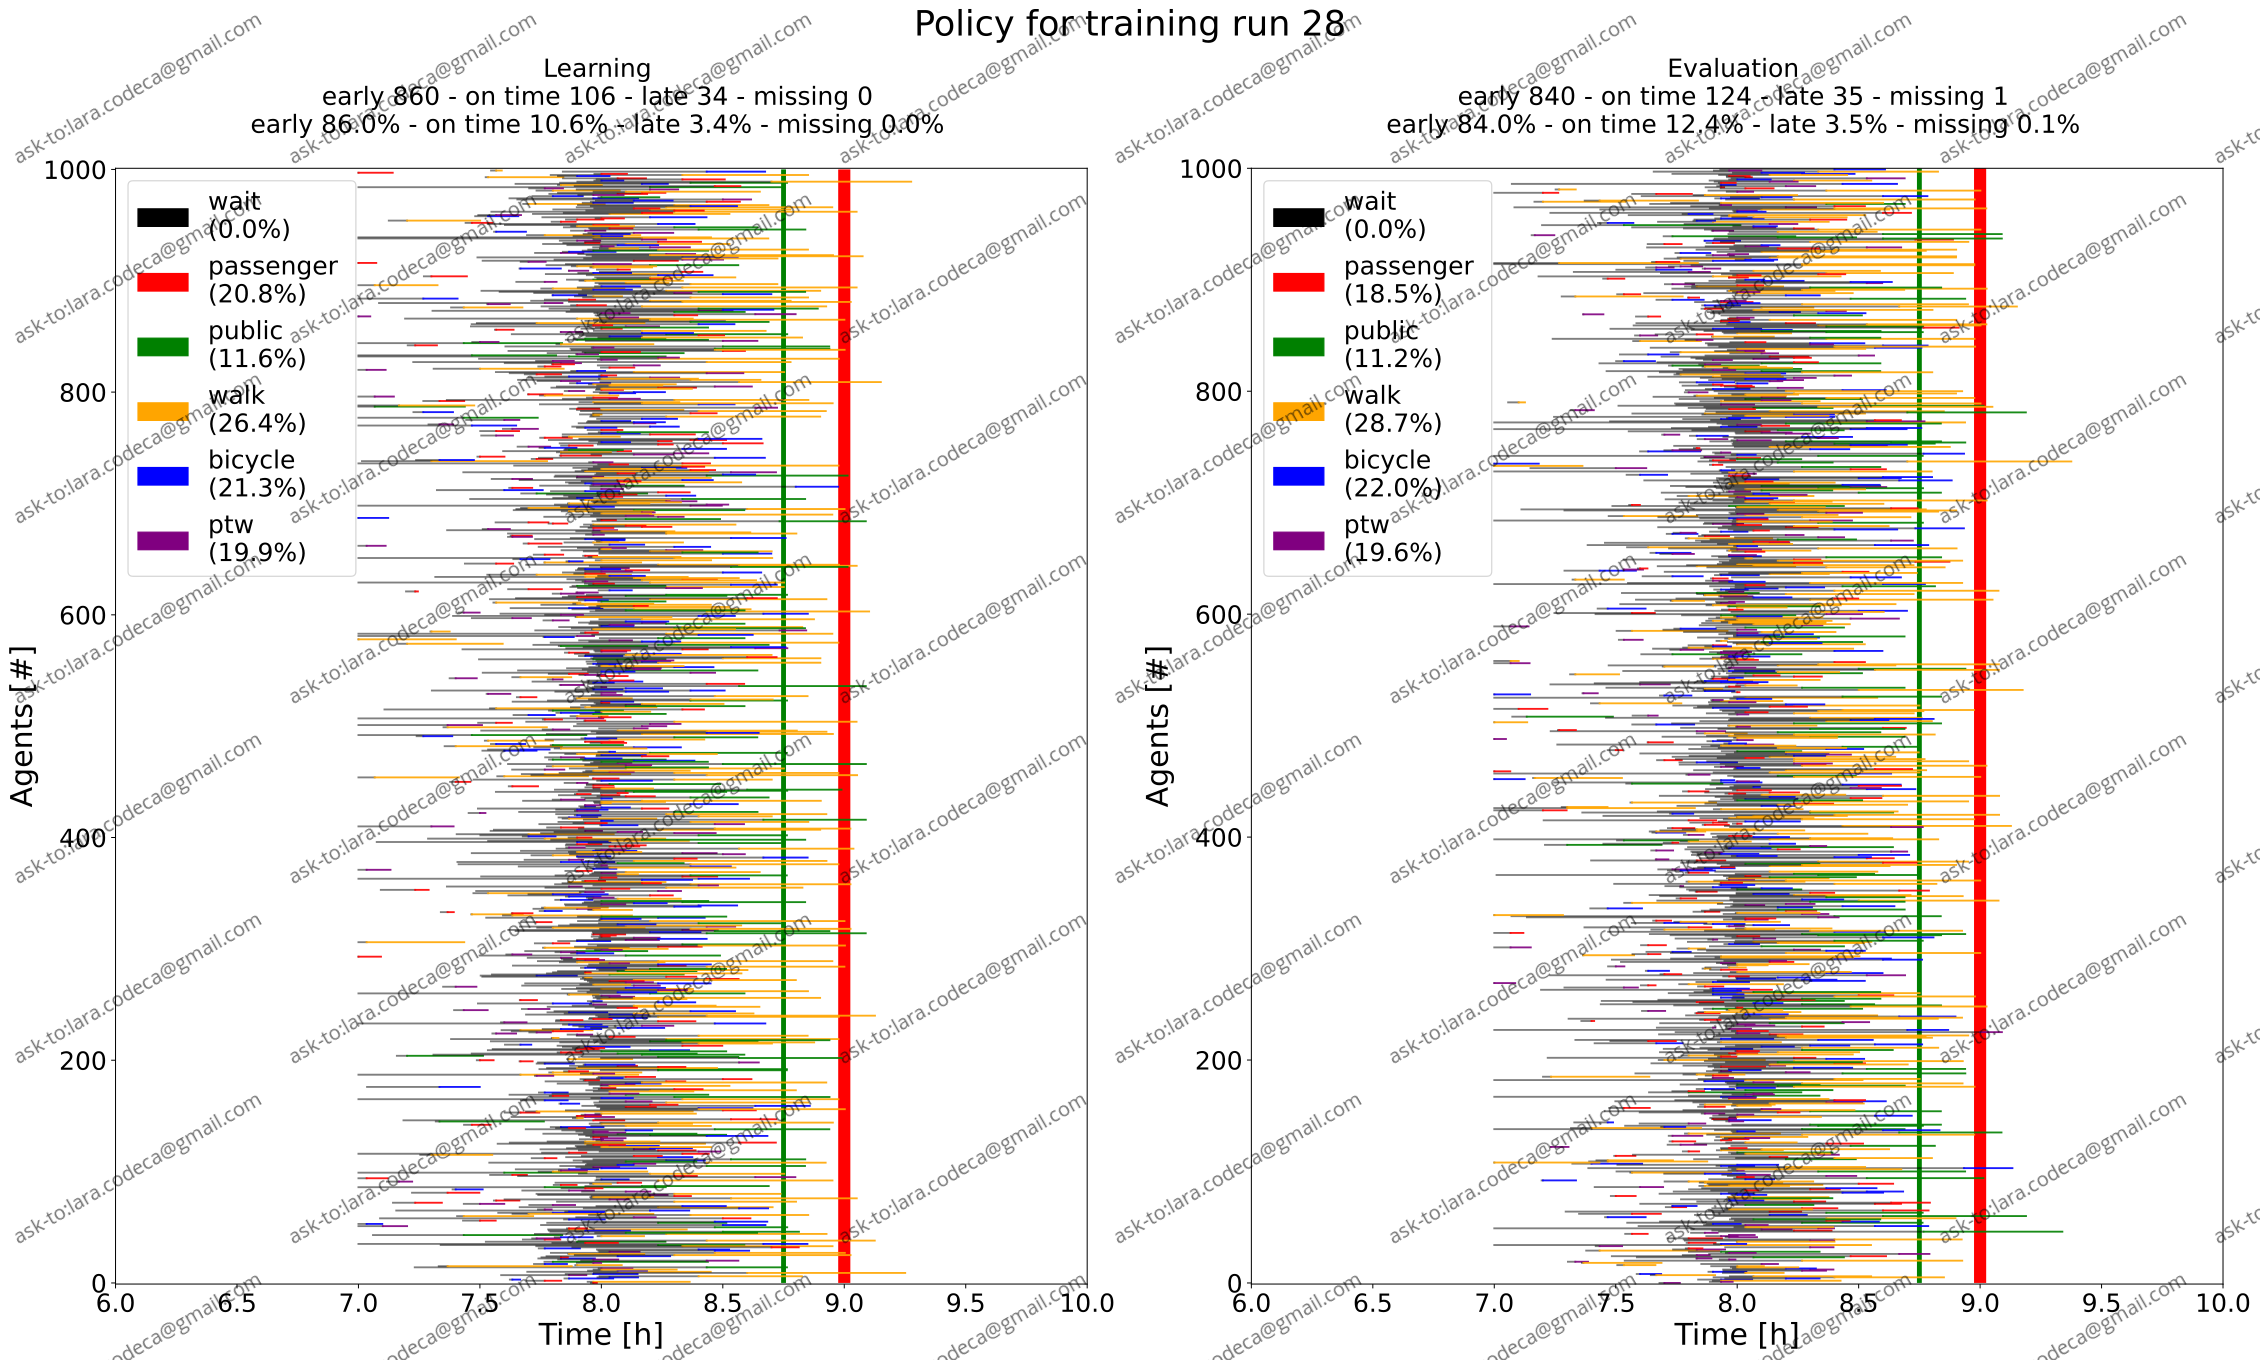 Policy for training run 28
Learning
early 860 - on time 106 - late 34 - missing 0
early 86.0% - on time 10.6% - late 3.4% - missing 0.0%
1000
800
600
400
200
0
Agents [#]
wait
(0.0%)
passenger
(20.8%)
public
(11.6%)
walk
(26.4%)
bicycle
(21.3%)
ptw
(19.9%)
6.0 6.5 7.0 7.5 8.0 8.5 9.0 9.5 10.0
Time [h]
Evaluation
early 840 - on time 124 - late 35 - missing 1
early 84.0% - on time 12.4% - late 3.5% - missing 0.1%
1000
800
600
400
200
0
Agents [#]
wait
(0.0%)
passenger
(18.5%)
public
(11.2%)
walk
(28.7%)
bicycle
(22.0%)
ptw
(19.6%)
6.0 6.5 7.0 7.5 8.0 8.5 9.0 9.5 10.0
Time [h]
ask-to:lara.codeca@gmail.com